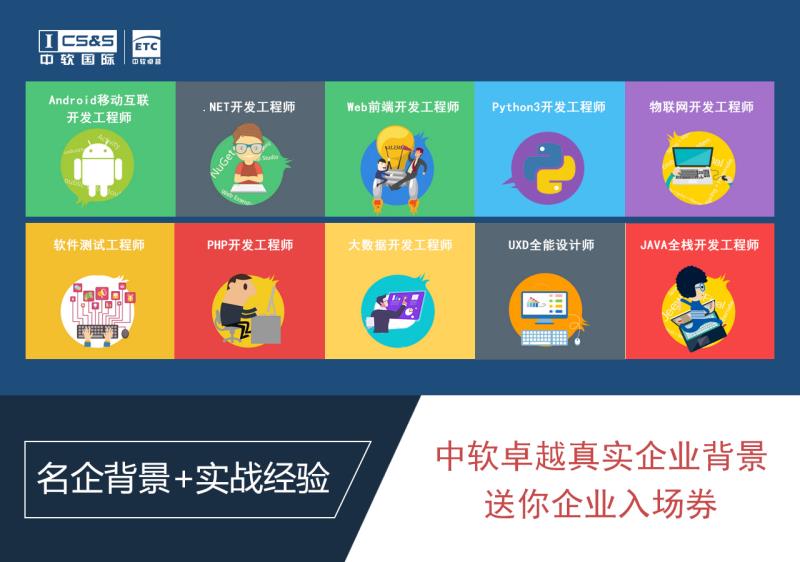 I CS&S
ETC
中软国际
中软卓越
Android移动互联
开发工程师
.NET开发工程师
Web前端开发工程师
Python3开发工程师
物联网开发工程师
软件测试工程师
PHP开发工程师
大数据开发工程师
UXD全能设计师
JAVA全栈开发工程师
名企背景+实战经验
中软卓越真实企业背景
送你企业入场券